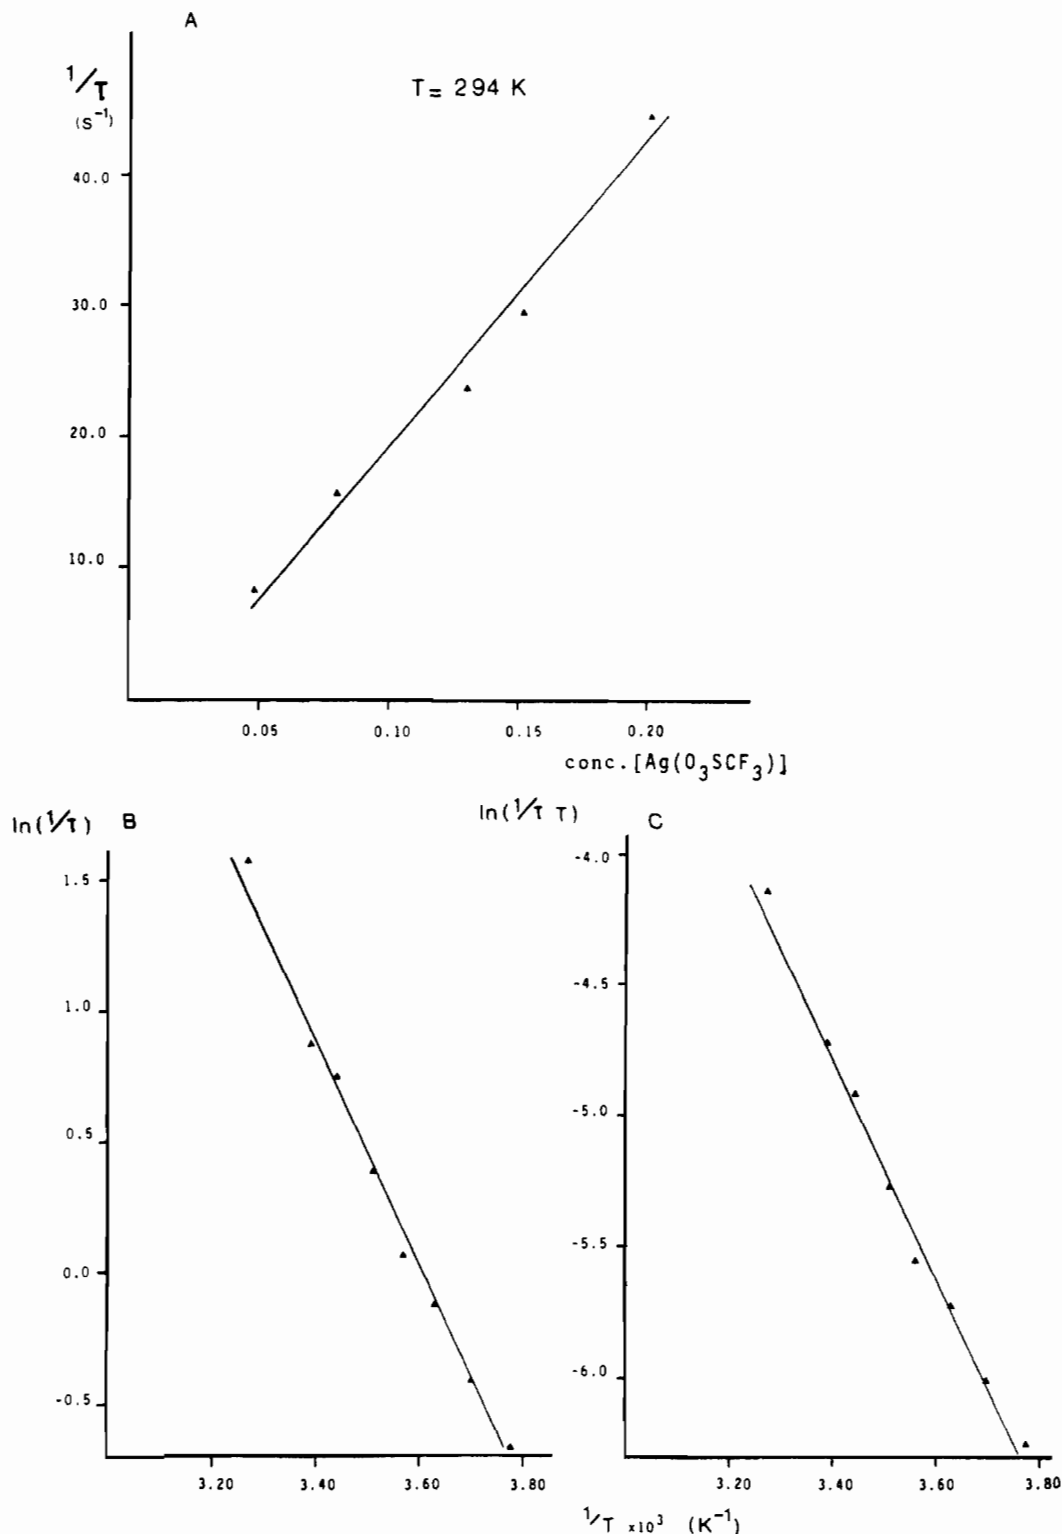 A
1/τ
(s⁻¹)
T= 294 K
40.0
30.0
20.0
10.0
0.05 0.10 0.15 0.20
conc.[Ag(O₃SCF₃)]
ln(1/τ) B
1.5
1.0
0.5
0.0
-0.5
3.20 3.40 3.60 3.80
ln(1/τ T) C
-4.0
-4.5
-5.0
-5.5
-6.0
3.20 3.40 3.60 3.80
1/T x10³ (K⁻¹)